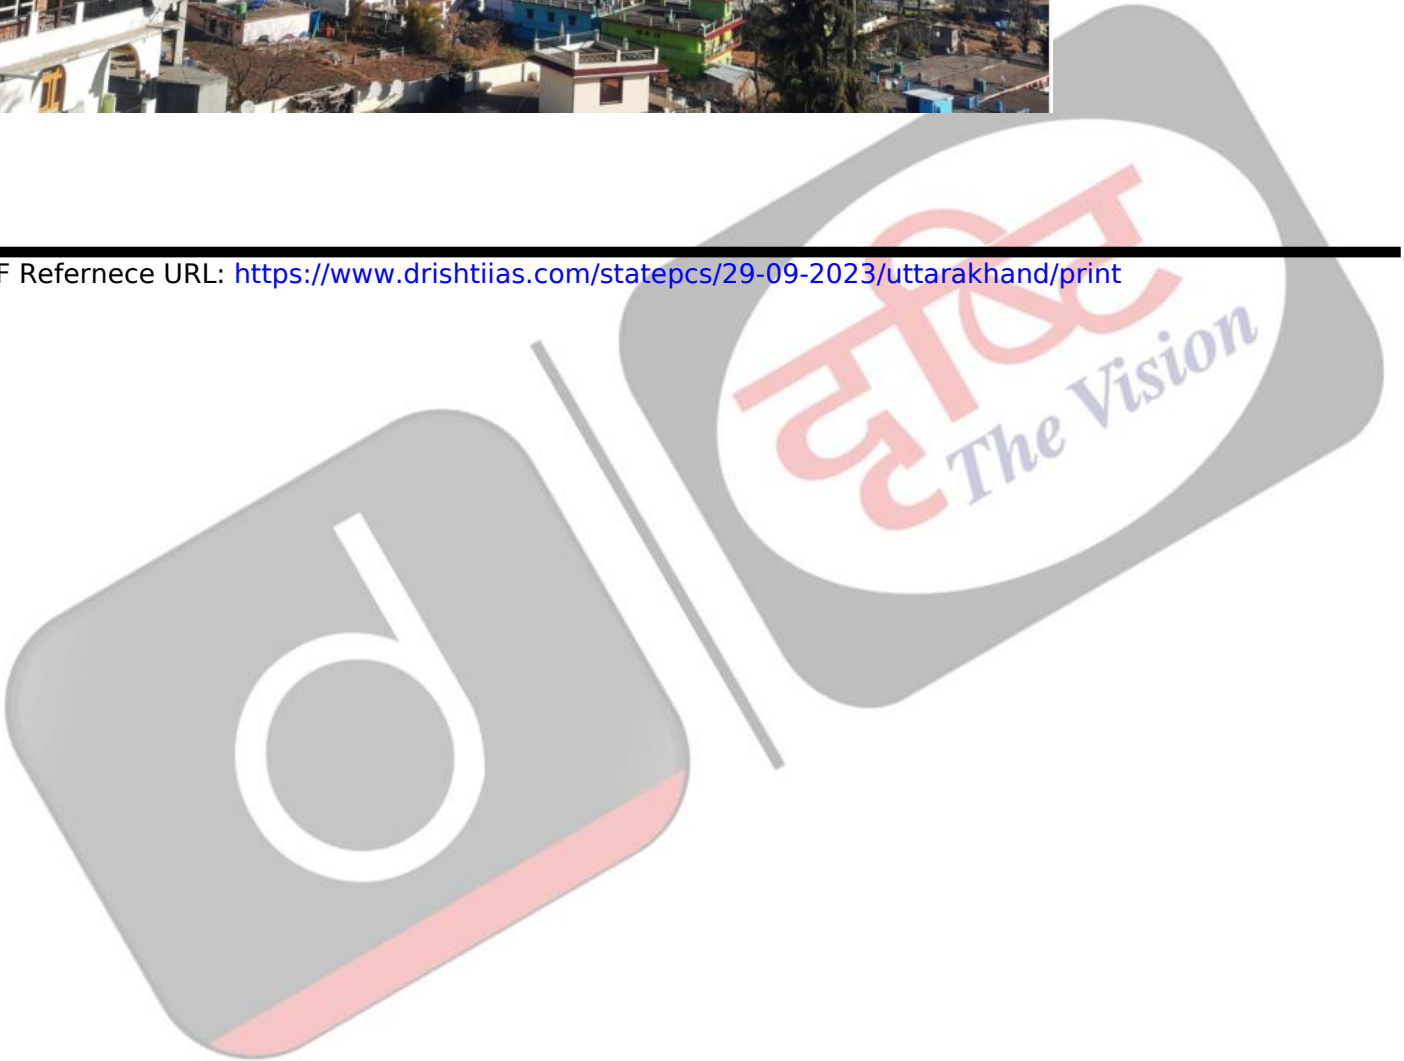 F Refernece URL: https://www.drishtiias.com/statepcs/29-09-2023/uttarakhand/print
दृष्टि
The Vision
d